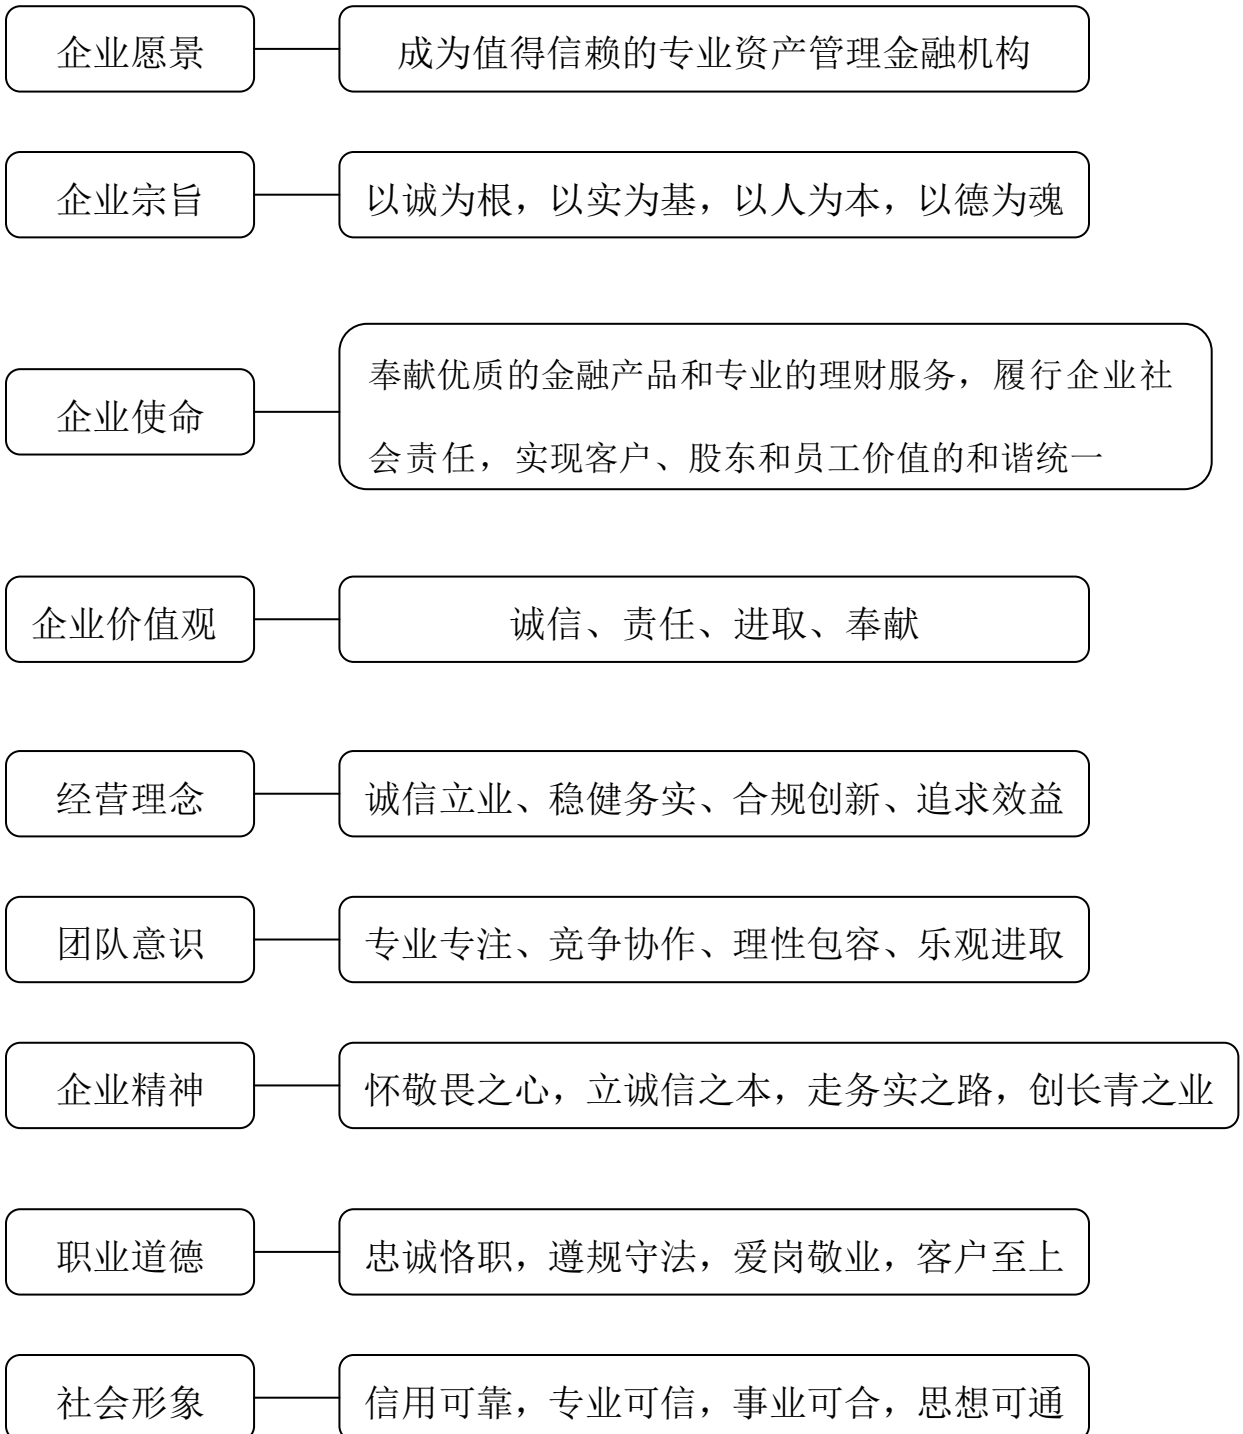 企业愿景
成为值得信赖的专业资产管理金融机构
企业宗旨
以诚为根，以实为基，以人为本，以德为魂
企业使命
奉献优质的金融产品和专业的理财服务，履行企业社
会责任，实现客户、股东和员工价值的和谐统一
企业价值观
诚信、责任、进取、奉献
经营理念
诚信立业、稳健务实、合规创新、追求效益
团队意识
专业专注、竞争协作、理性包容、乐观进取
企业精神
怀敬畏之心，立诚信之本，走务实之路，创长青之业
职业道德
忠诚恪职，遵规守法，爱岗敬业，客户至上
社会形象
信用可靠，专业可信，事业可合，思想可通